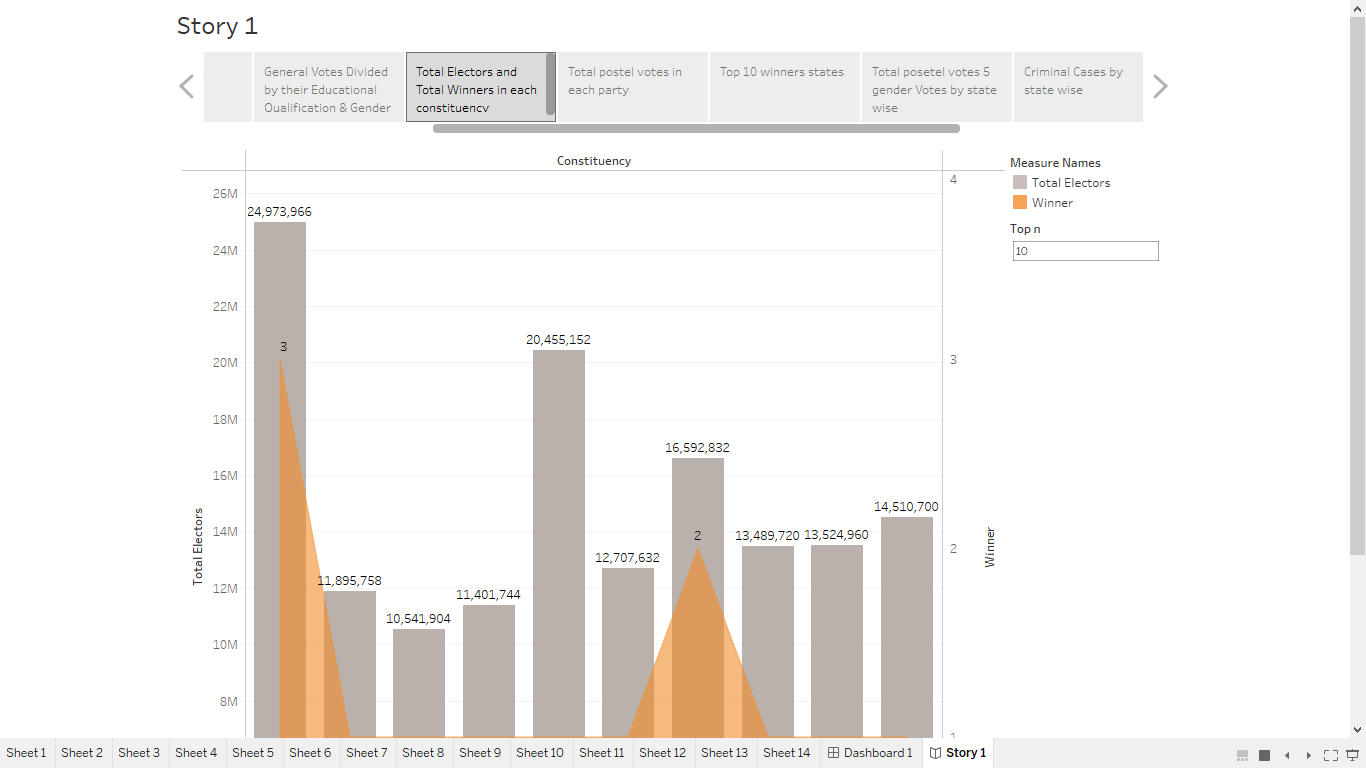 Story 1
General Votes Divided
by their Educational
Qualification & Gender
Total Electors and
Total Winners in each
constituency
Total postel votes in
each party
Top 10 winners states
Total posetel votes 5
gender Votes by state
wise
Criminal Cases by
state wise
Constituency
Measure Names
Total Electors
Winner
Top n
10
26M
24M
22M
20M
18M
16M
14M
12M
10M
8M
Total Electors
24,973,966
3
11,895,758
10,541,904
11,401,744
20,455,152
12,707,632
16,592,832
2
13,489,720
13,524,960
14,510,700
4
3
2
1
Winner
Sheet 1
Sheet 2
Sheet 3
Sheet 4
Sheet 5
Sheet 6
Sheet 7
Sheet 8
Sheet 9
Sheet 10
Sheet 11
Sheet 12
Sheet 13
Sheet 14
Dashboard 1
Story 1